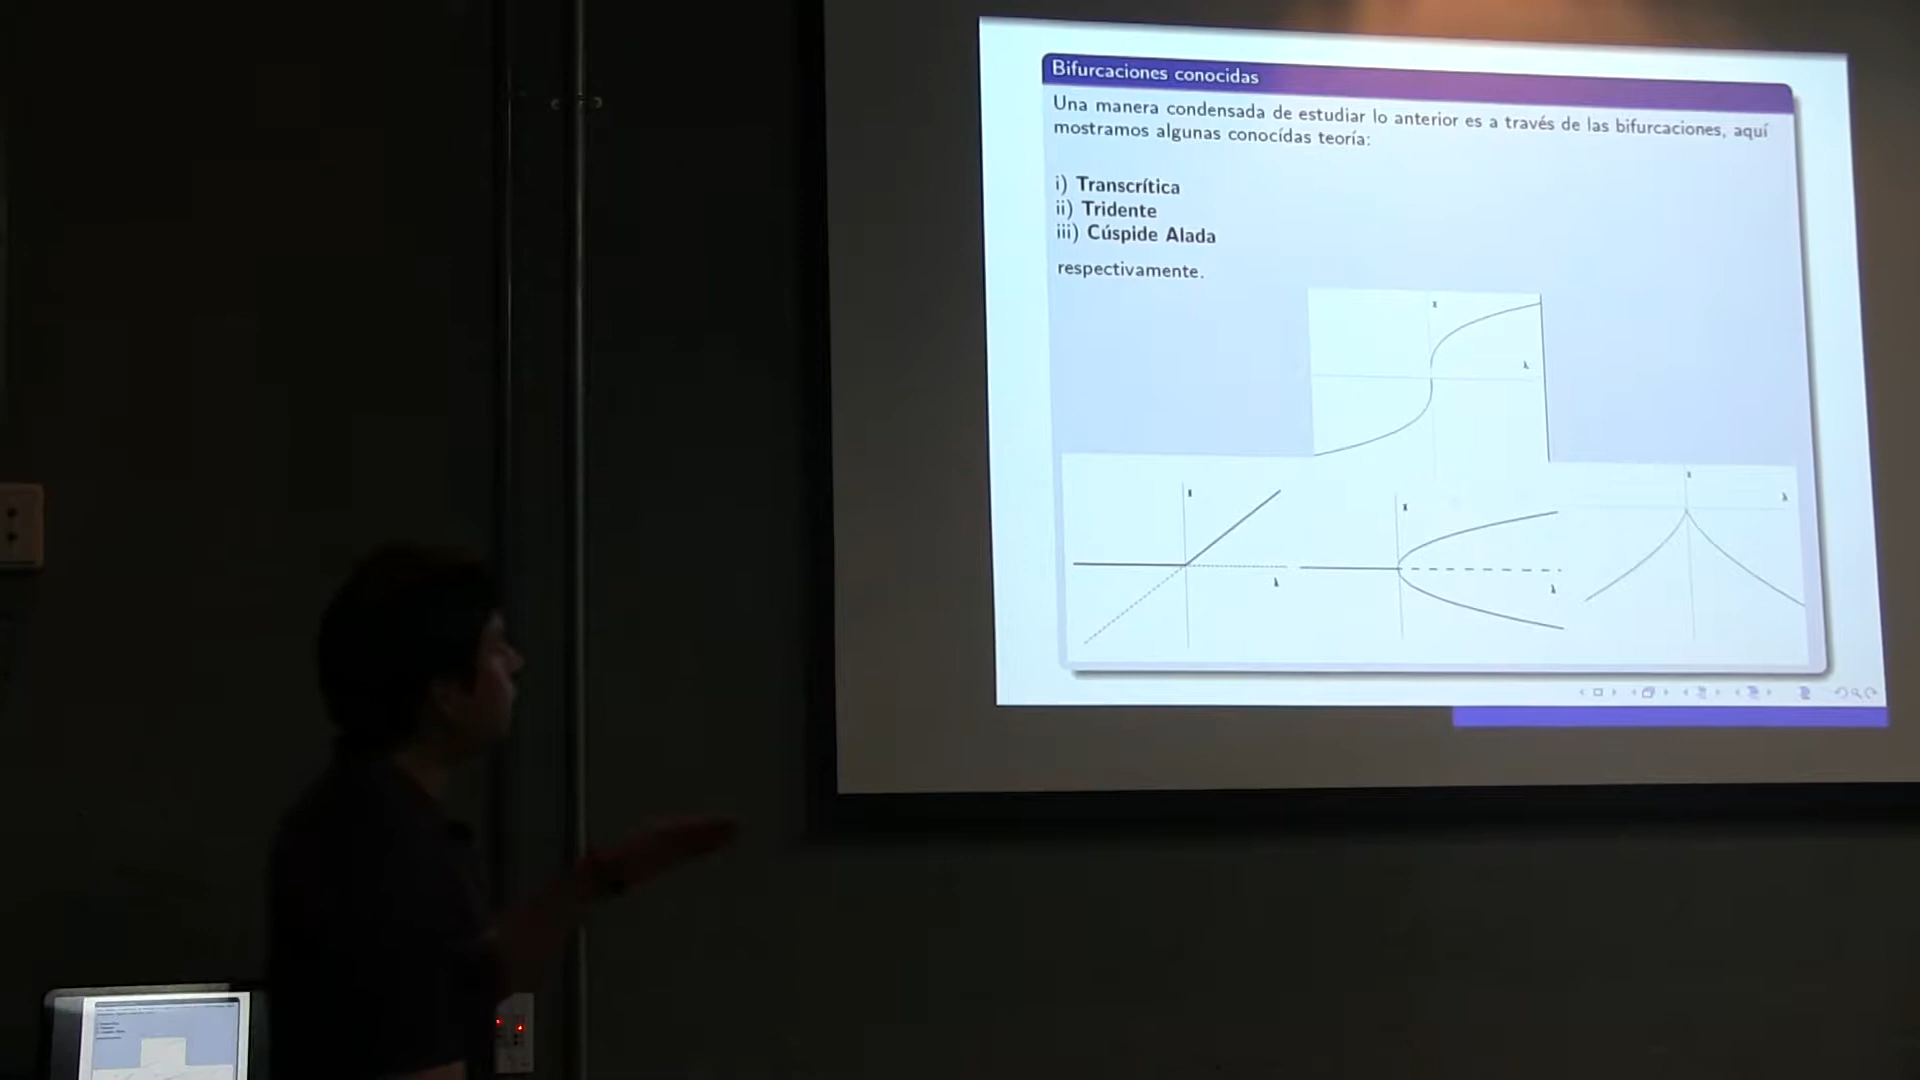 Bifurcaciones conocidas
Una manera condensada de estudiar lo anterior es a través de las bifurcaciones, aquí
mostramos algunas conocídas teoría:
i) Transcrítica
ii) Tridente
iii) Cúspide Alada
respectivamente.
x
λ
x
λ
x
λ
x
λ